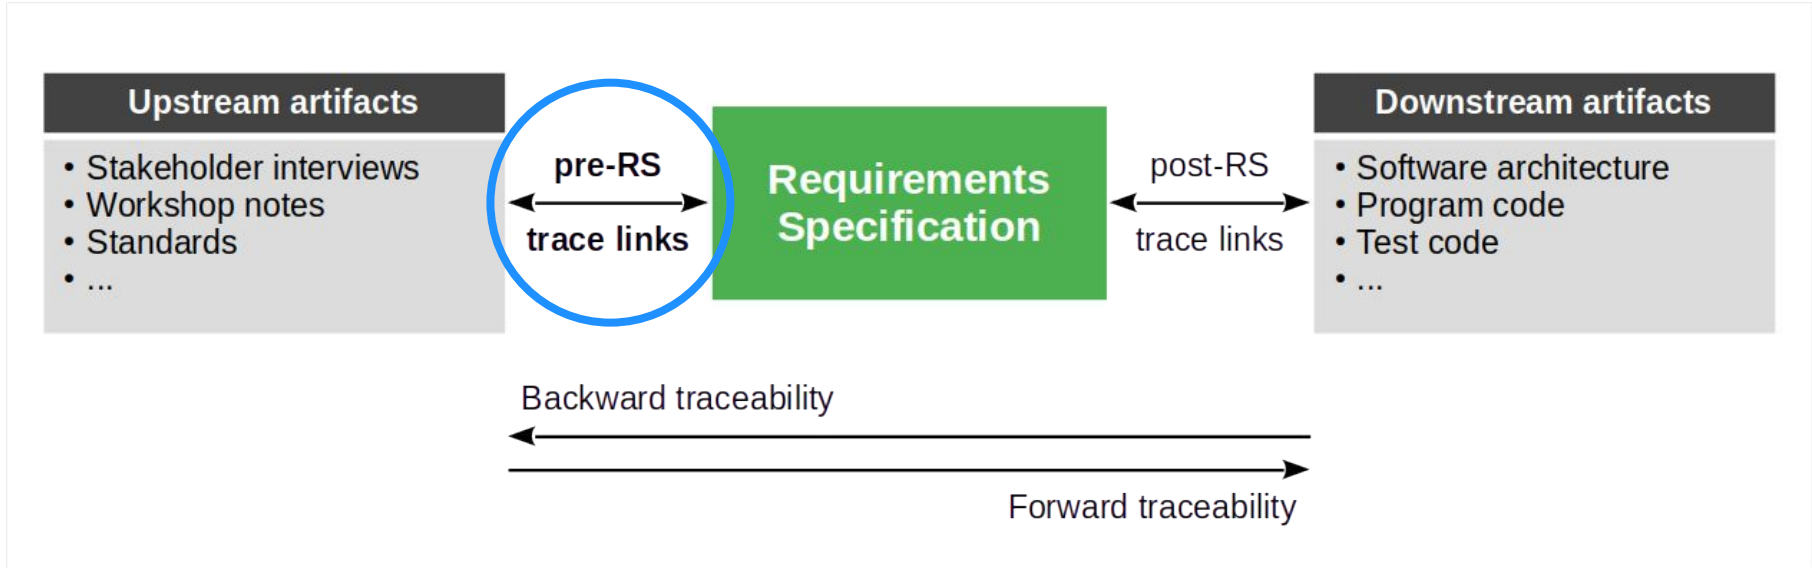 Upstream artifacts
• Stakeholder interviews
• Workshop notes
• Standards
• ...
pre-RS
trace links
Requirements
Specification
post-RS
trace links
Downstream artifacts
• Software architecture
• Program code
• Test code
• ...
Backward traceability
Forward traceability